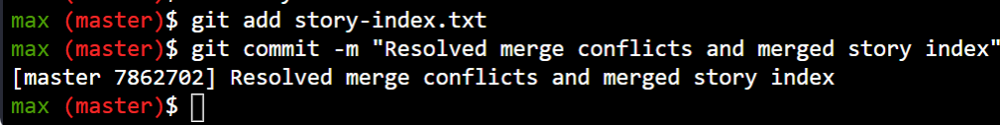 max (master)$ git add story-index.txt
max (master)$ git commit -m "Resolved merge conflicts and merged story index"
[master 7862702] Resolved merge conflicts and merged story index
max (master)$